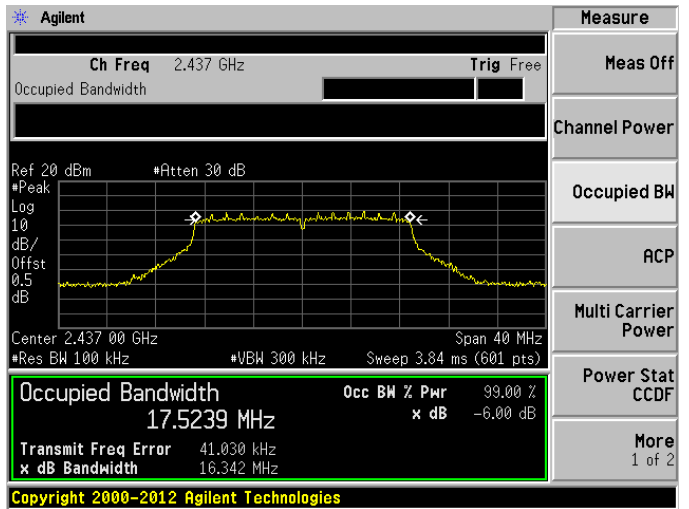 Agilent
Measure
Ch Freq 2.437 GHz Trig Free
Occupied Bandwidth
Meas Off
Channel Power
Occupied BW
ACP
Multi Carrier
Power
Power Stat
CCDF
More
1 of 2
Ref 20 dBm #Atten 30 dB
#Peak
Log
10
dB/
Offst
0.5
dB
Center 2.437 00 GHz Span 40 MHz
#Res BW 100 kHz #VBW 300 kHz Sweep 3.84 ms (601 pts)
Occupied Bandwidth Occ BW % Pwr 99.00 %
17.5239 MHz x dB -6.00 dB
Transmit Freq Error 41.030 kHz
x dB Bandwidth 16.342 MHz
Copyright 2000-2012 Agilent Technologies